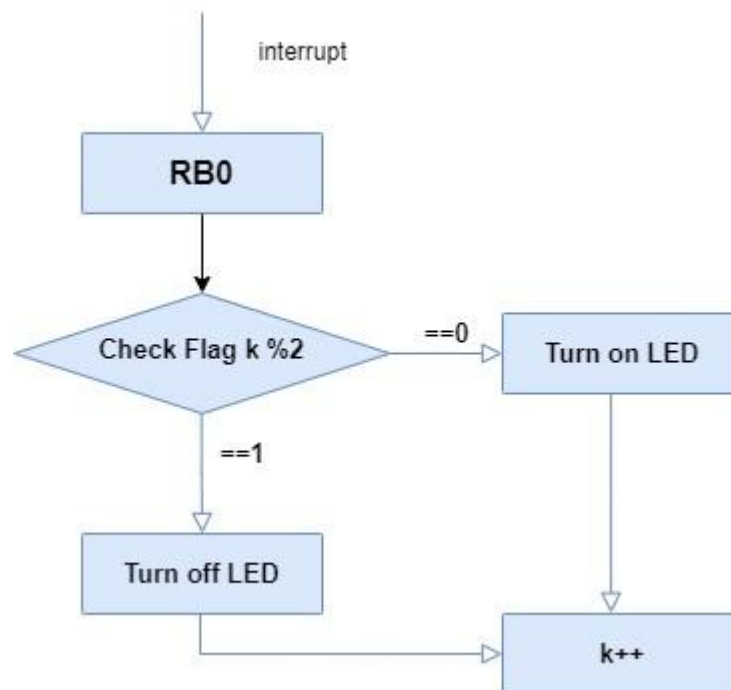 interrupt
RB0
Check Flag k %2
==0
Turn on LED
==1
Turn off LED
k++